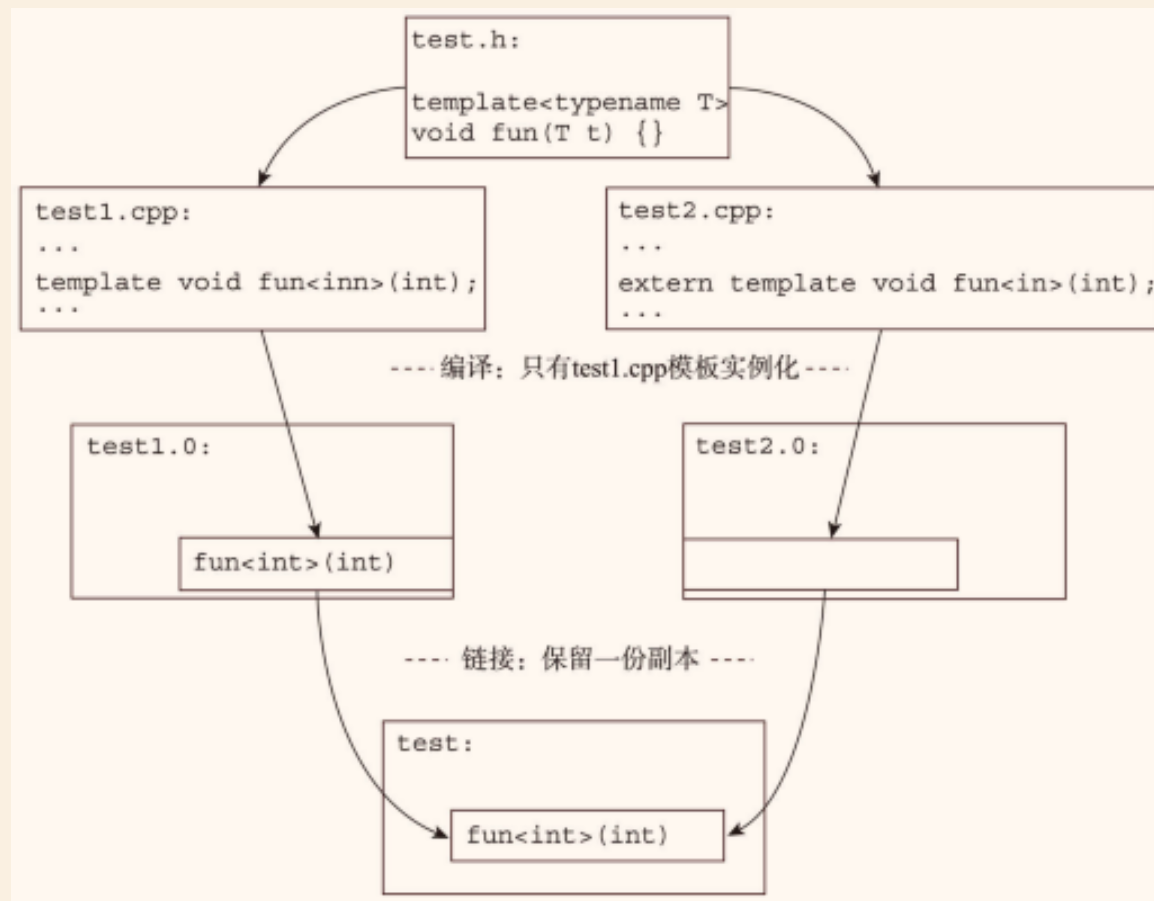 test.h:
template<typename T>
void fun(T t) {}
test1.cpp:
...
template void fun<inn>(int);
...
test2.cpp:
...
extern template void fun<in>(int);
...
---- 编译：只有test1.cpp模板实例化----
test1.0:
fun<int>(int)
test2.0:
---- 链接：保留一份副本 ----
test:
fun<int>(int)